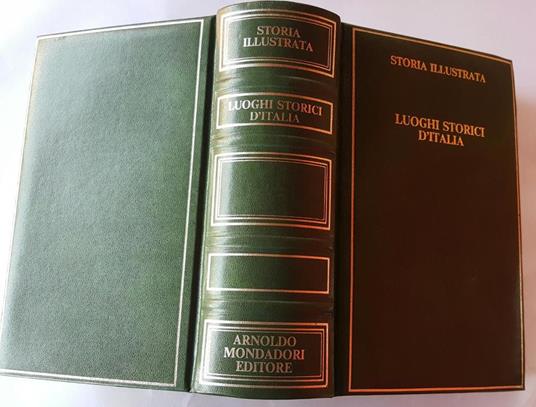 STORIA
ILLUSTRATA
LUOGHI STORICI
D'ITALIA
ARNOLDO
MONDADORI
EDITORE
STORIA ILLUSTRATA
LUOGHI STORICI
D'ITALIA